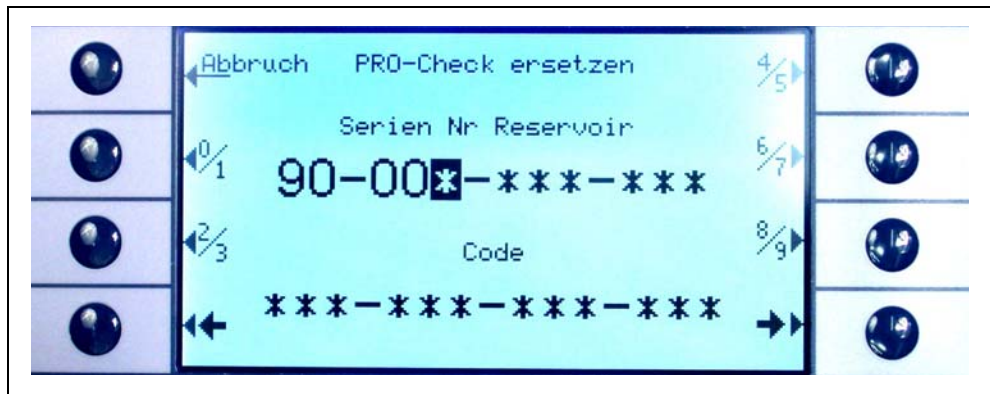 Abbruch PRO-Check ersetzen 4/5
Serien Nr Reservoir
0/1 6/7
90-00*-***-***
2/3 Code 8/9
← ***-***-***-*** →